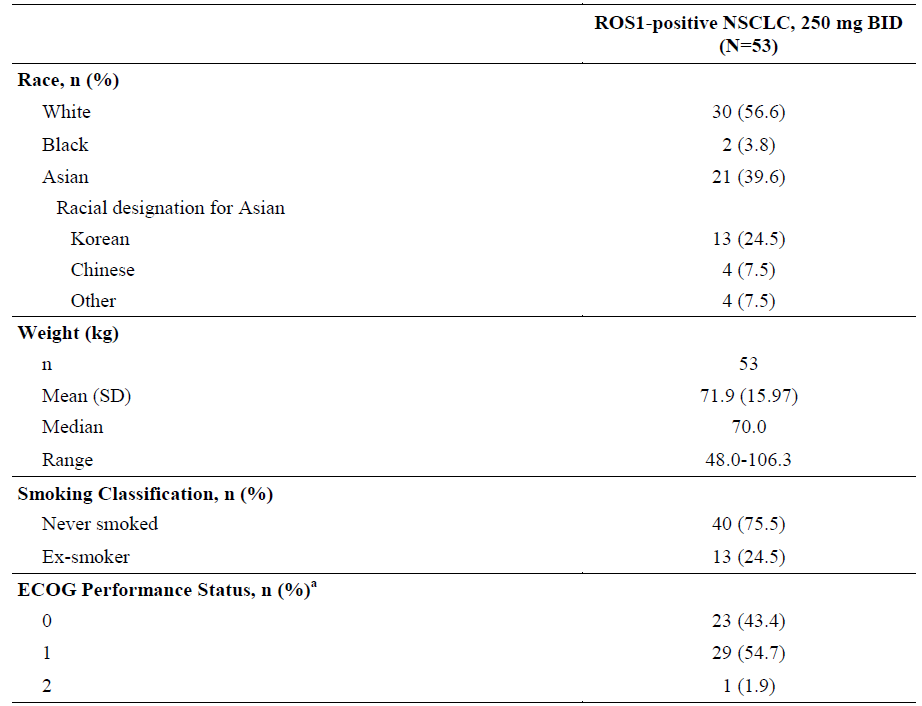 ROS1-positive NSCLC, 250 mg BID
(N=53)
Race, n (%)
White 30 (56.6)
Black 2 (3.8)
Asian 21 (39.6)
Racial designation for Asian
Korean 13 (24.5)
Chinese 4 (7.5)
Other 4 (7.5)
Weight (kg)
n 53
Mean (SD) 71.9 (15.97)
Median 70.0
Range 48.0-106.3
Smoking Classification, n (%)
Never smoked 40 (75.5)
Ex-smoker 13 (24.5)
ECOG Performance Status, n (%)a
0 23 (43.4)
1 29 (54.7)
2 1 (1.9)